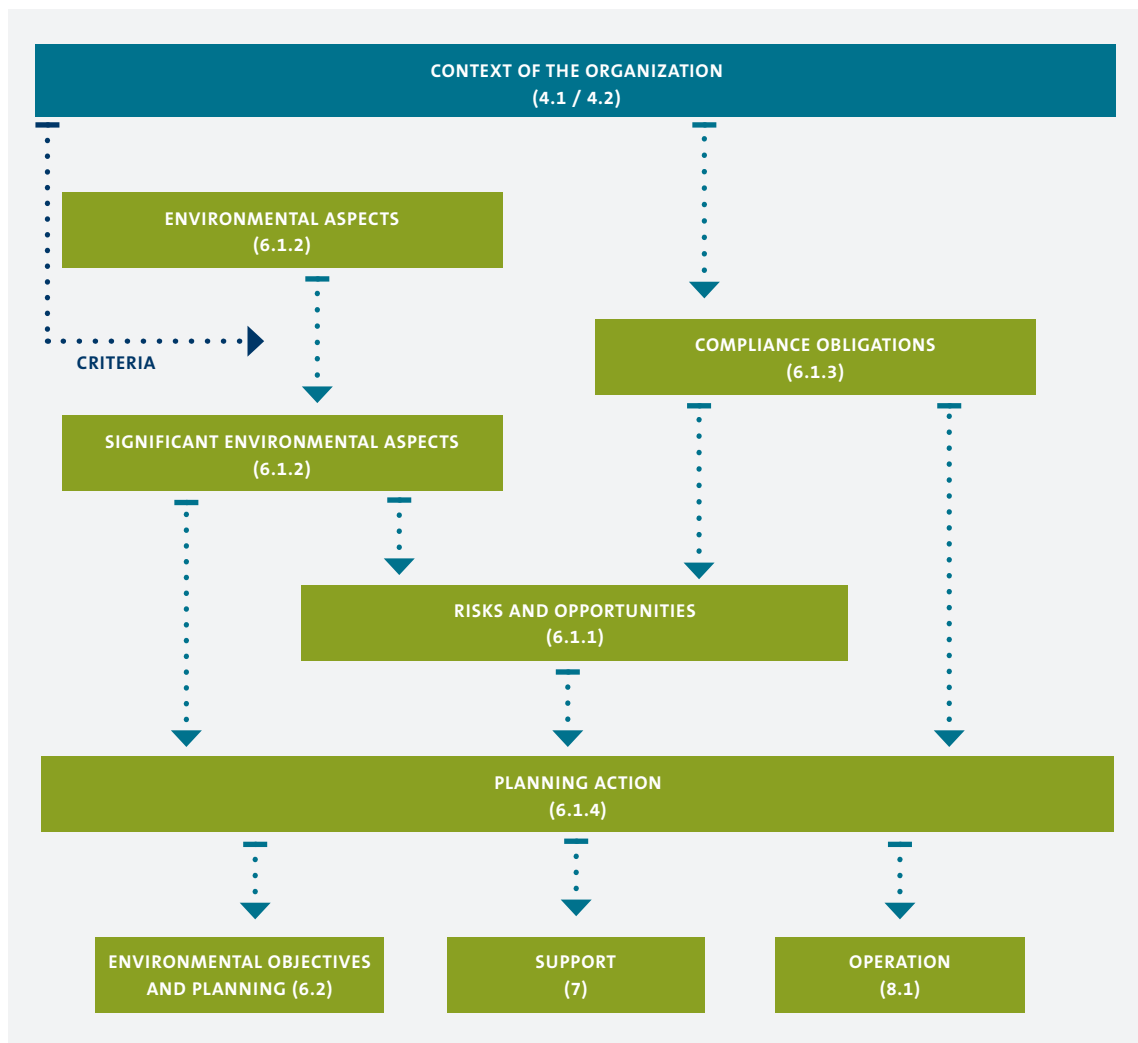 CONTEXT OF THE ORGANIZATION
(4.1 / 4.2)
ENVIRONMENTAL ASPECTS
(6.1.2)
CRITERIA
COMPLIANCE OBLIGATIONS
(6.1.3)
SIGNIFICANT ENVIRONMENTAL ASPECTS
(6.1.2)
RISKS AND OPPORTUNITIES
(6.1.1)
PLANNING ACTION
(6.1.4)
ENVIRONMENTAL OBJECTIVES
AND PLANNING (6.2)
SUPPORT
(7)
OPERATION
(8.1)